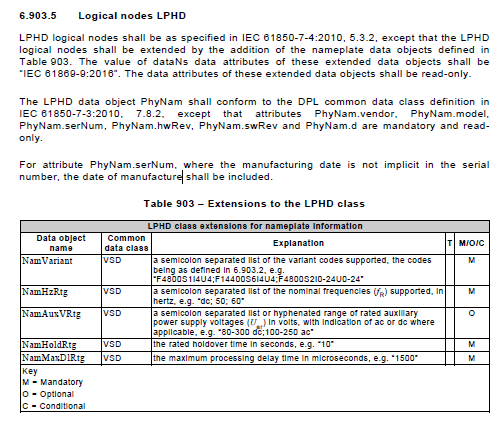 6.903.5 Logical nodes LPHD
LPHD logical nodes shall be as specified in IEC 61850-7-4:2010, 5.3.2, except that the LPHD
logical nodes shall be extended by the addition of the nameplate data objects defined in
Table 903. The value of dataNs data attributes of these extended data objects shall be
"IEC 61869-9:2016". The data attributes of these extended data objects shall be read-only.
The LPHD data object PhyNam shall conform to the DPL common data class definition in
IEC 61850-7-3:2010, 7.8.2, except that attributes PhyNam.vendor, PhyNam.model,
PhyNam.serNum, PhyNam.hwRev, PhyNam.swRev and PhyNam.d are mandatory and read-
only.
For attribute PhyNam.serNum, where the manufacturing date is not implicit in the serial
number, the date of manufacture shall be included.
Table 903 – Extensions to the LPHD class
LPHD class extensions for nameplate information
Data object name Common data class Explanation T M/O/C
NamVariant VSD a semicolon separated list of the variant codes supported, the codes M
being as defined in 6.903.2, e.g.
"F4800S1I4U4;F14400S6I4U4;F4800S2I0-24U0-24"
NamHzRtg VSD a semicolon separated list of the nominal frequencies (fR) supported, in M
hertz, e.g. "dc; 50; 60"
NamAuxVRtg VSD a semicolon separated list or hyphenated range of rated auxiliary O
power supply voltages (Uar) in volts, with indication of ac or dc where
applicable, e.g. "80-300 dc;100-250 ac"
NamHoldRtg VSD the rated holdover time in seconds, e.g. "10" M
NamMaxDlRtg VSD the maximum processing delay time in microseconds, e.g. "1500" M
Key
M = Mandatory
O = Optional
C = Conditional